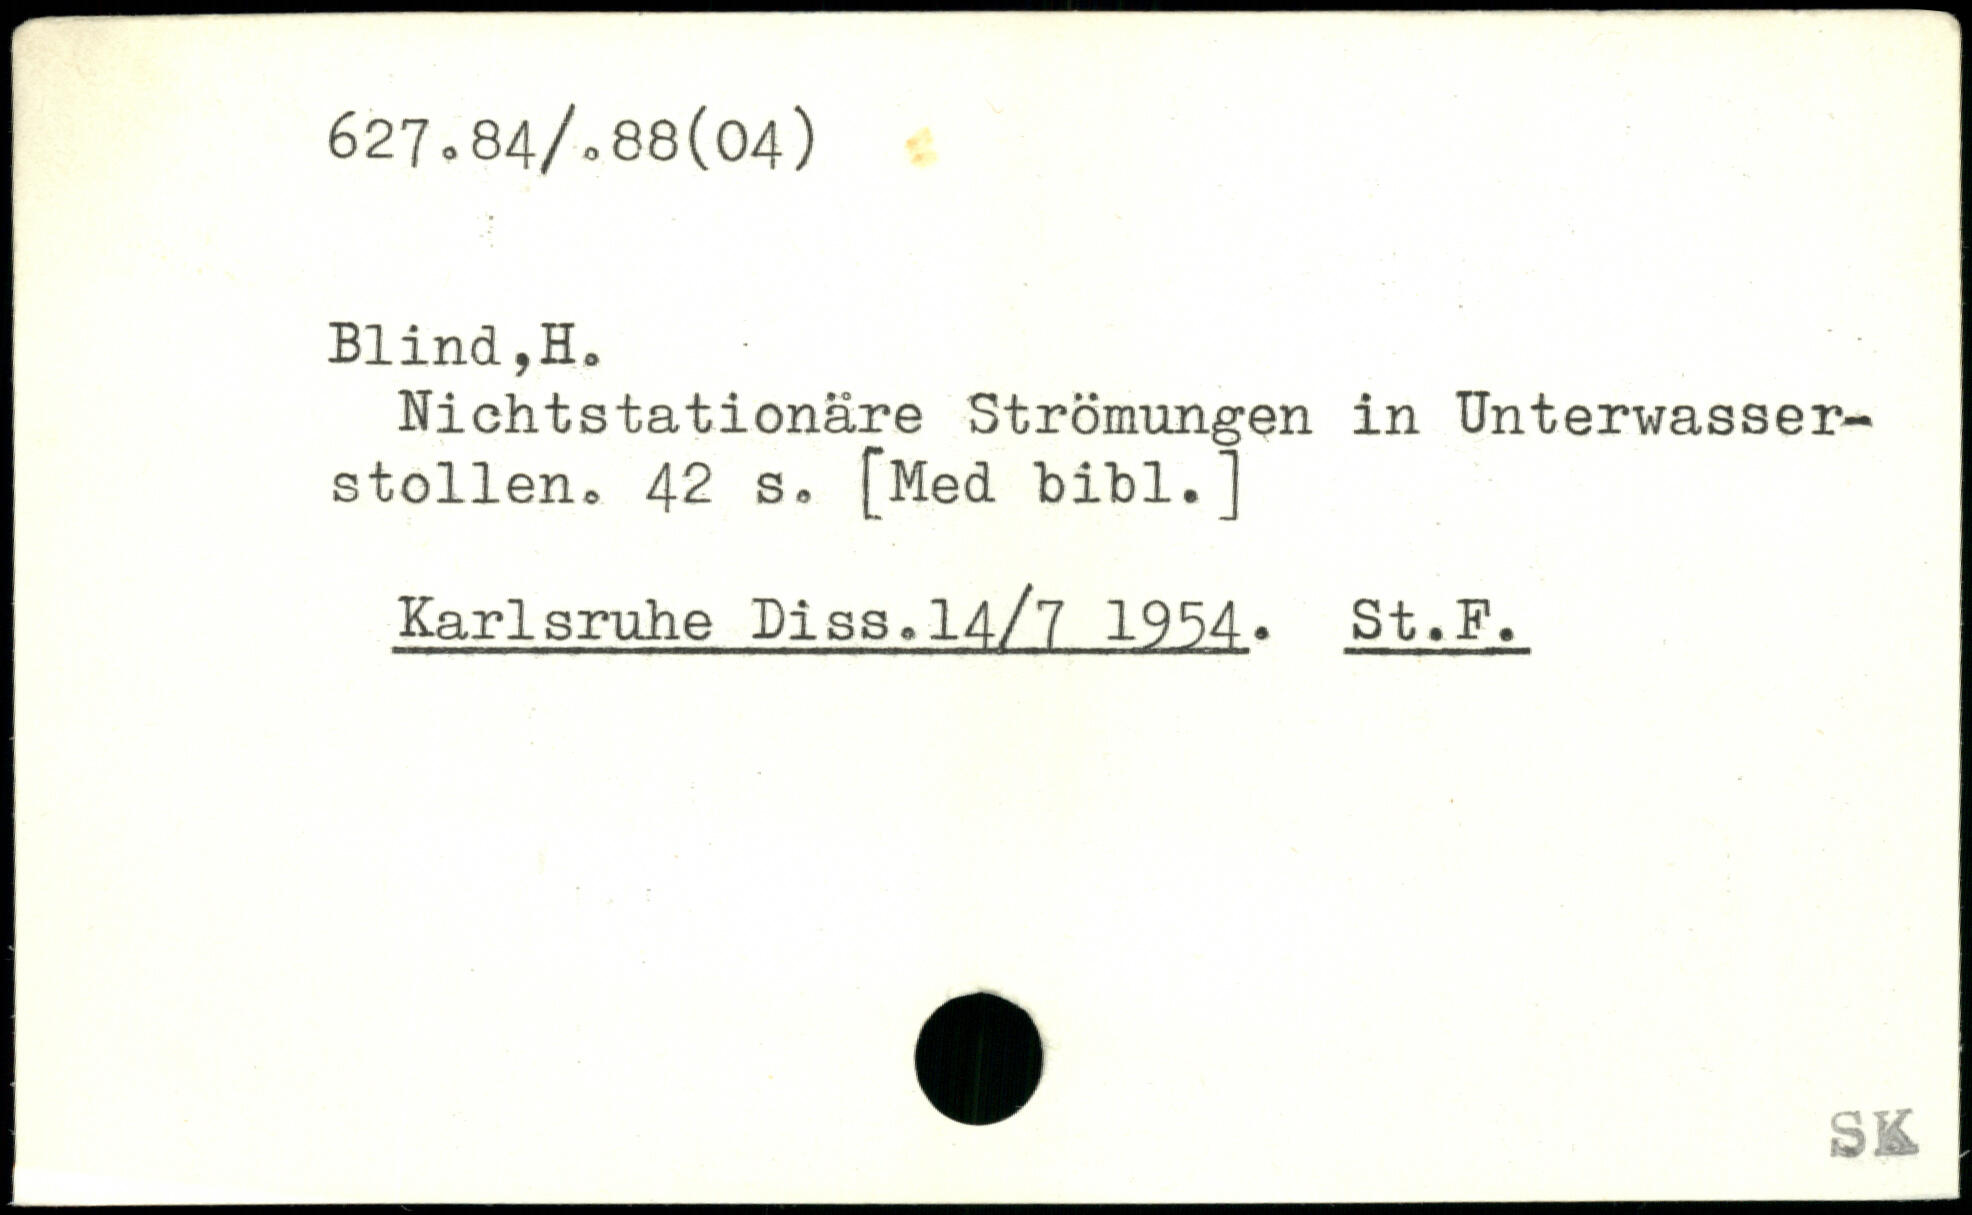 627.84/.88(04)
Blind,H.
Nichtstationäre Strömungen in Unterwasser-
stollen. 42 s. [Med bibl.]
Karlsruhe Diss.14/7 1954. St.F.
SK